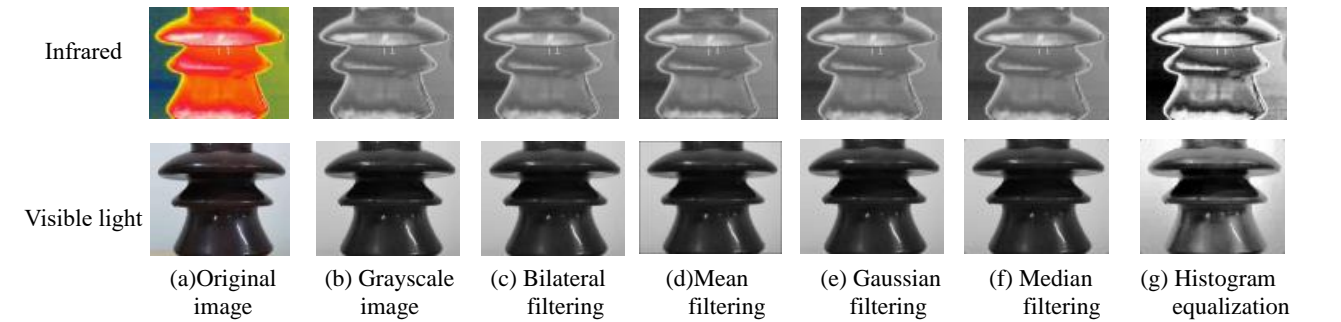 Infrared
Visible light
(a)Original
image
(b) Grayscale
image
(c) Bilateral
filtering
(d)Mean
filtering
(e) Gaussian
filtering
(f) Median
filtering
(g) Histogram
equalization